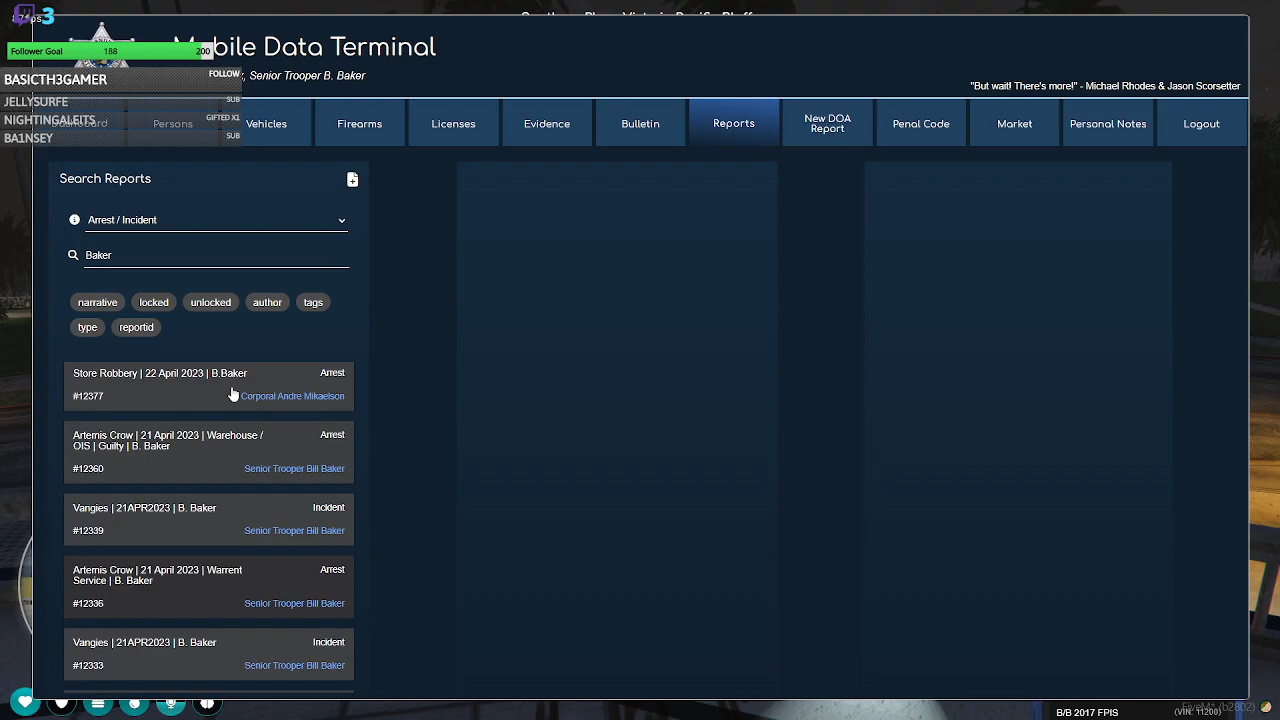 3
Follower Goal 188 200
BASICTH3GAMER FOLLOW
JELLYSURFE SUB
NIGHTINGALETS GIFTED X1
BA1NSEY SUB
Mobile Data Terminal
, Senior Trooper B. Baker
"But wait! There's more!" - Michael Rhodes & Jason Scorsetter
Persons
Vehicles
Firearms
Licenses
Evidence
Bulletin
Reports
New DOA
Report
Penal Code
Market
Personal Notes
Logout
Search Reports
Arrest / Incident
Baker
narrative locked unlocked author tags
type reportid
Store Robbery | 22 April 2023 | B.Baker Arrest
#12377 Corporal Andre Mikaelson
Artemis Crow | 21 April 2023 | Warehouse / Arrest
OIS | Guilty | B. Baker
#12360 Senior Trooper Bill Baker
Vangies | 21APR2023 | B. Baker Incident
#12339 Senior Trooper Bill Baker
Artemis Crow | 21 April 2023 | Warrent Arrest
Service | B. Baker
#12336 Senior Trooper Bill Baker
Vangies | 21APR2023 | B. Baker Incident
#12333 Senior Trooper Bill Baker
B/B 2017 FPIS
(VIN: 11200)